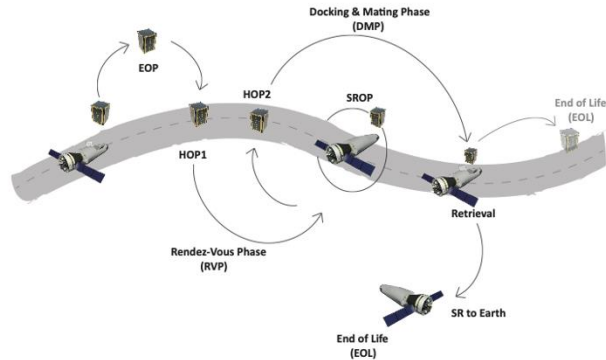 Docking & Mating Phase
(DMP)
EOP
HOP2
SROP
End of Life
(EOL)
HOP1
Retrieval
Rendez-Vous Phase
(RVP)
SR to Earth
End of Life
(EOL)